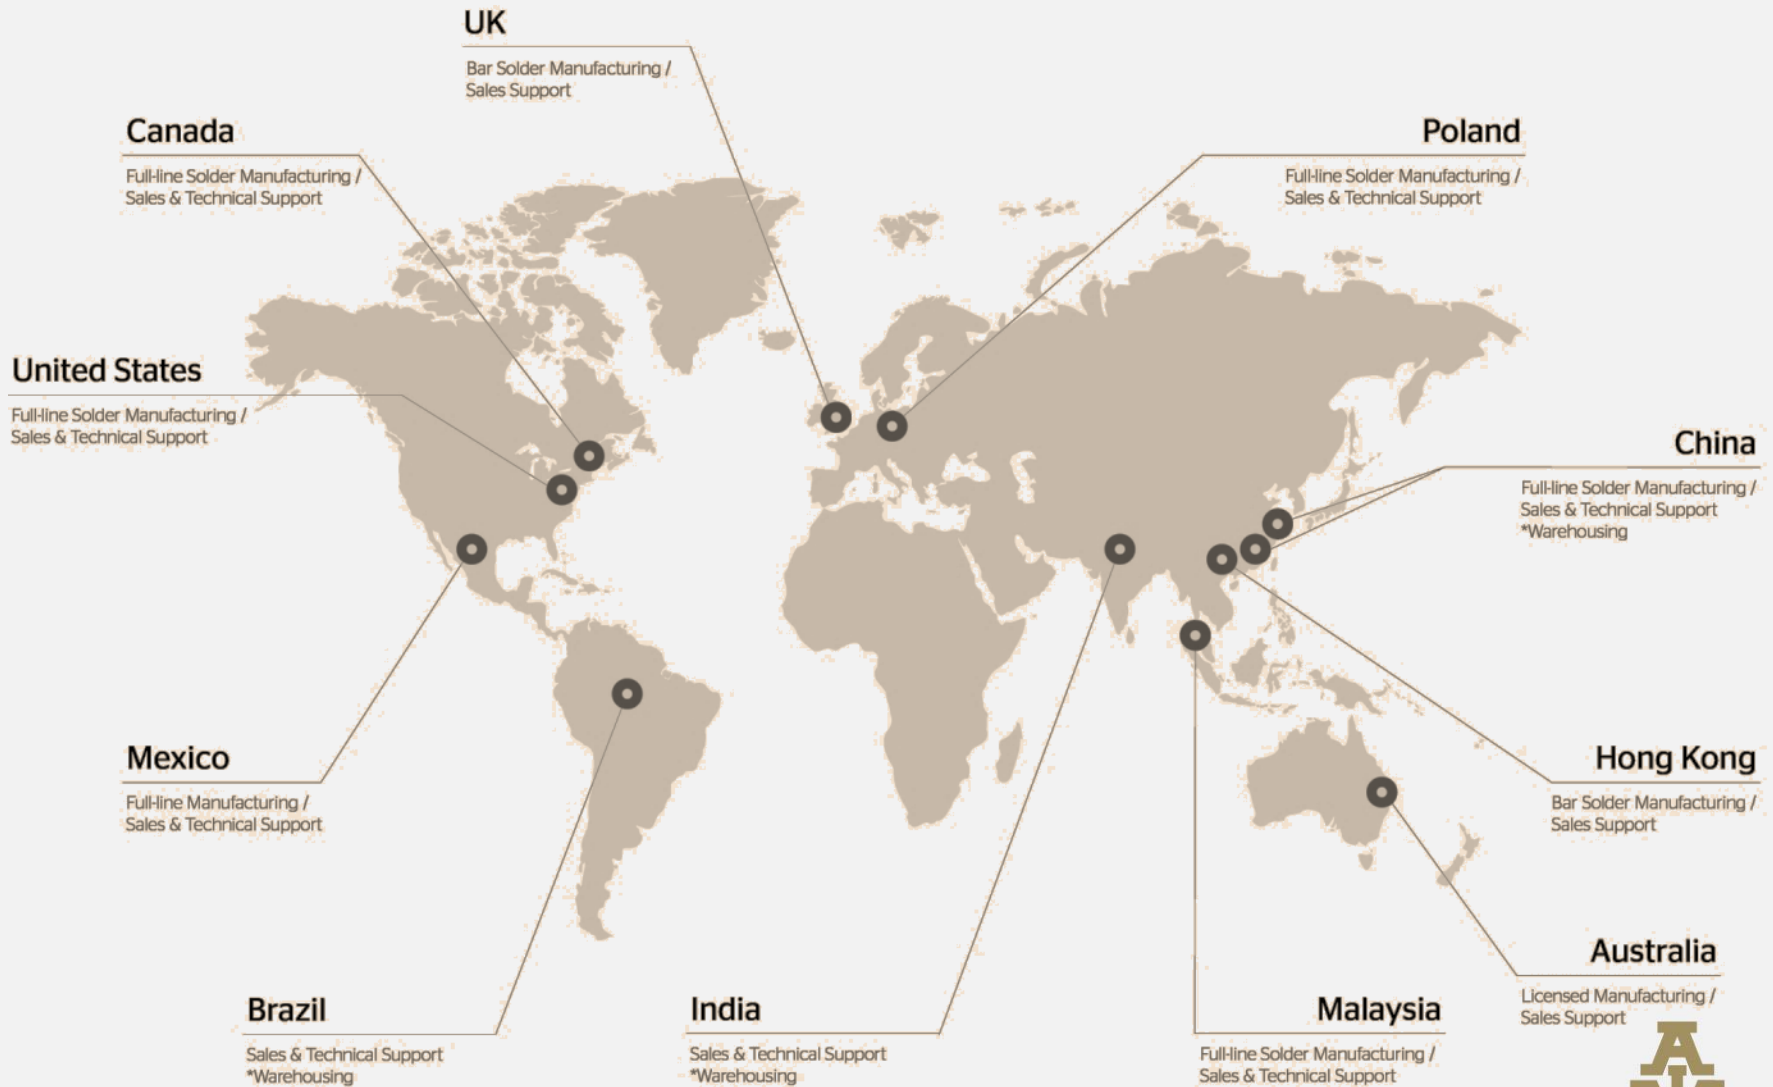 UK
Bar Solder Manufacturing /
Sales Support
Canada
Full-line Solder Manufacturing /
Sales & Technical Support
Poland
Full-line Solder Manufacturing /
Sales & Technical Support
United States
Full-line Solder Manufacturing /
Sales & Technical Support
China
Full-line Solder Manufacturing /
Sales & Technical Support
*Warehousing
Mexico
Full-line Manufacturing /
Sales & Technical Support
Hong Kong
Bar Solder Manufacturing /
Sales Support
Australia
Licensed Manufacturing /
Sales Support
Brazil
Sales & Technical Support
*Warehousing
India
Sales & Technical Support
*Warehousing
Malaysia
Full-line Solder Manufacturing /
Sales & Technical Support